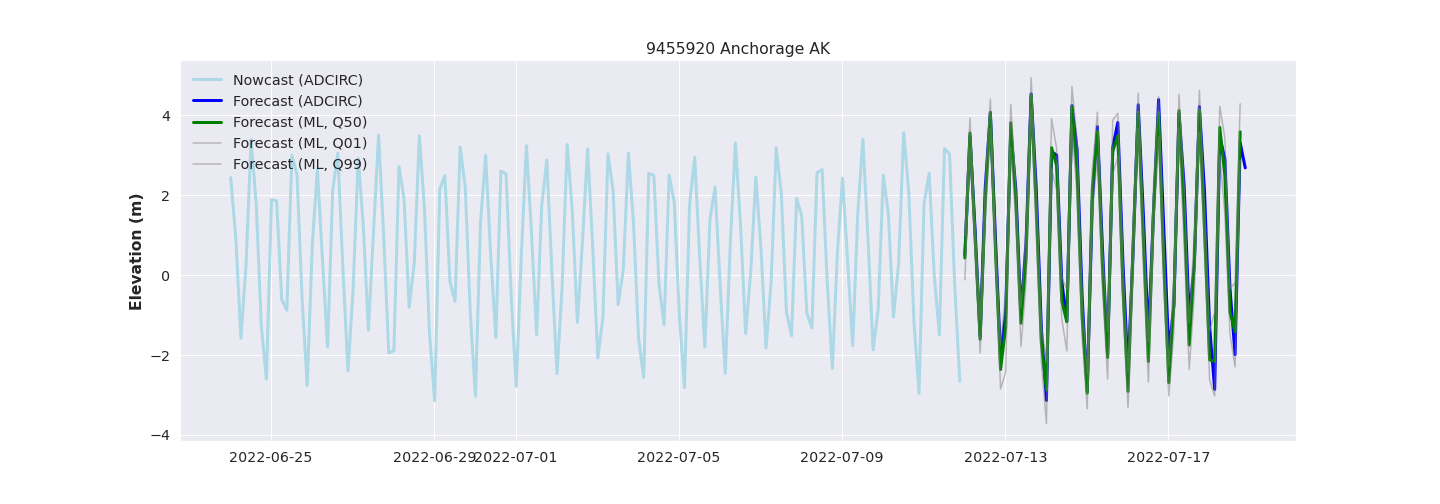 9455920 Anchorage AK
Nowcast (ADCIRC)
Forecast (ADCIRC)
Forecast (ML, Q50)
Forecast (ML, Q01)
Forecast (ML, Q99)
Elevation (m)
4
2
0
−2
−4
2022-06-25 2022-06-29 2022-07-01 2022-07-05 2022-07-09 2022-07-13 2022-07-17